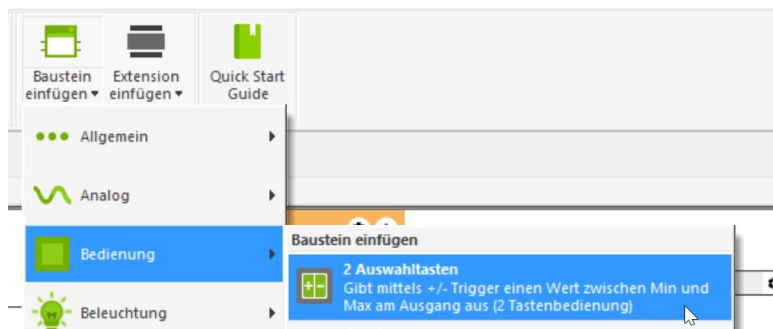 Baustein einfügen ▾
Extension einfügen ▾
Quick Start Guide
Allgemein
Analog
Bedienung
Beleuchtung
Baustein einfügen
2 Auswahltasten
Gibt mittels +/- Trigger einen Wert zwischen Min und
Max am Ausgang aus (2 Tastenbedienung)